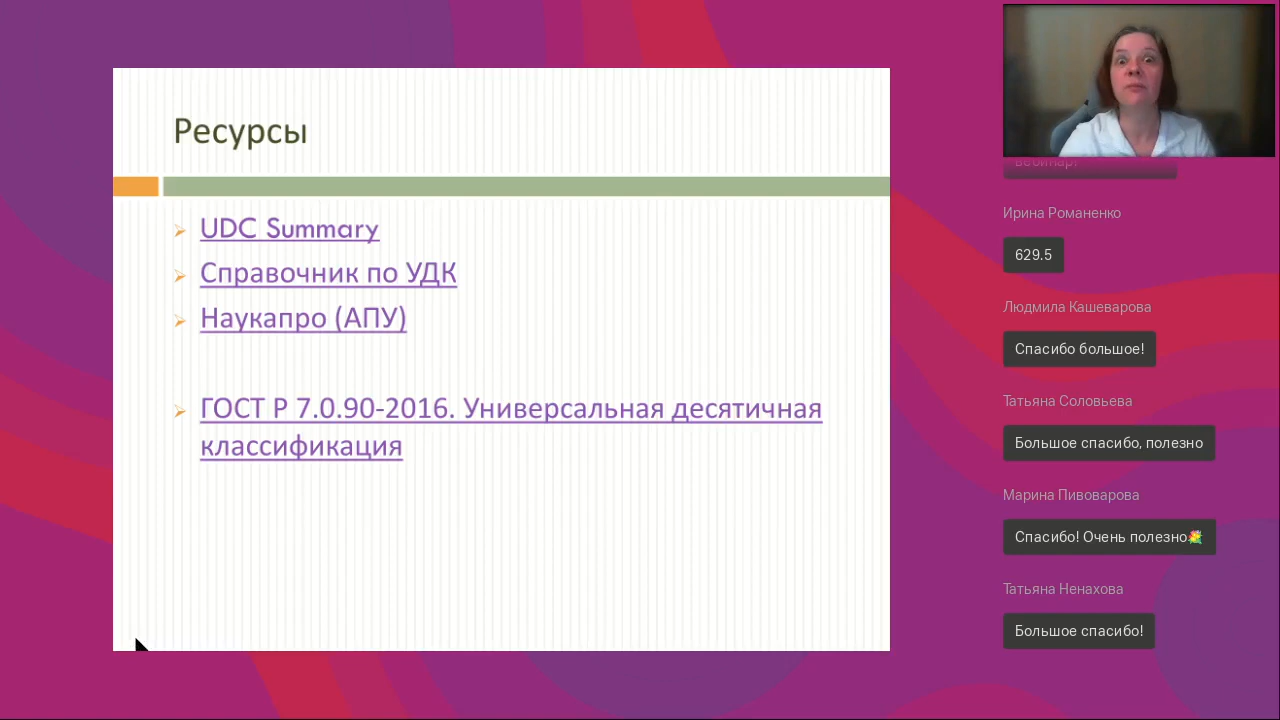 Ресурсы
UDC Summary
Справочник по УДК
Наукапро (АПУ)
ГОСТ Р 7.0.90-2016. Универсальная десятичная
классификация
вебинар!
Ирина Романенко
629.5
Людмила Кашеварова
Спасибо большое!
Татьяна Соловьева
Большое спасибо, полезно
Марина Пивоварова
Спасибо! Очень полезно💐
Татьяна Ненахова
Большое спасибо!